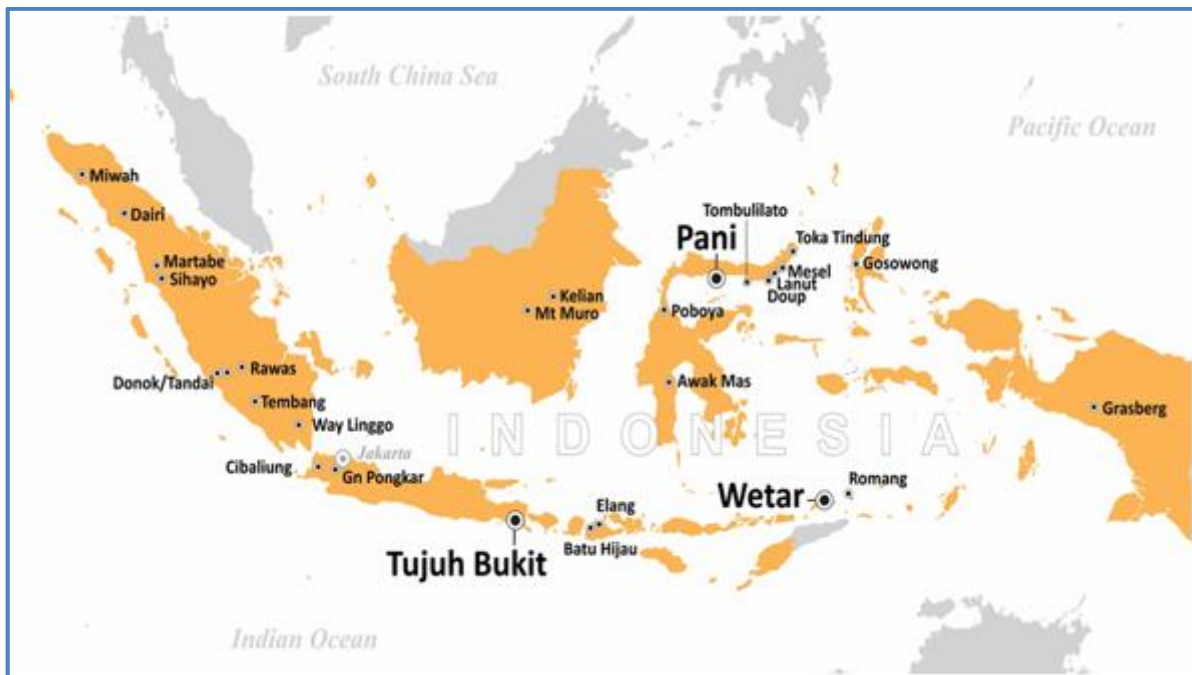 South China Sea
Pacific Ocean
Miwah
Dairi
Martabe
Sihayo
Tombulilato
Pani
Toka Tindung
Mesel
Gosowong
Lanut
Doup
Kelian
Mt Muro
Poboya
Donok/Tandai
Rawas
Awak Mas
Tembang
Grasberg
Way Linggo
INDONESIA
Jakarta
Cibaliung
Gn Pongkar
Romang
Wetar
Elang
Batu Hijau
Tujuh Bukit
Indian Ocean